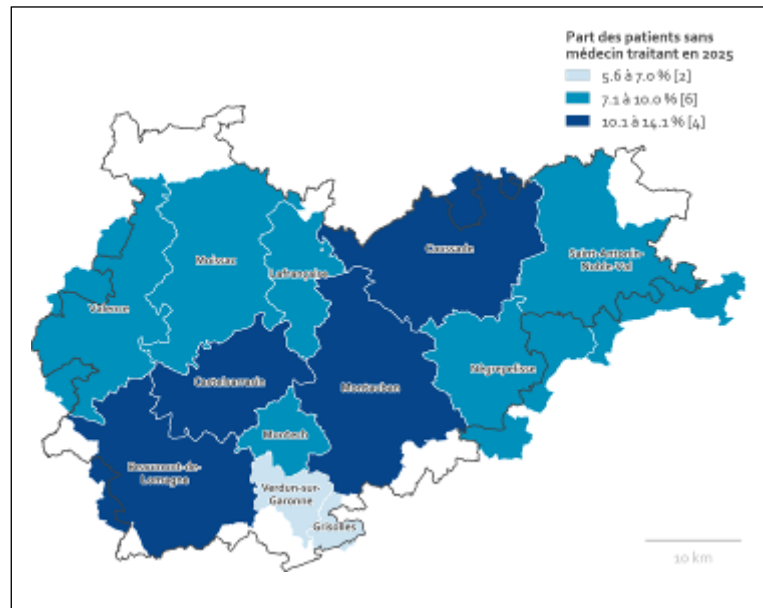 Part des patients sans
médecin traitant en 2025
5.6 à 7.0 % [2]
7.1 à 10.0 % [6]
10.1 à 14.1 % [4]
Caussade
Saint-Antonin-
Noble-Val
Moissac
Lafrançaise
Valence
Nègrepelisse
Castelsarrasin
Montauban
Montech
Beaumont-de-
Lomagne
Verdun-sur-
Garonne
Grisolles
10 km